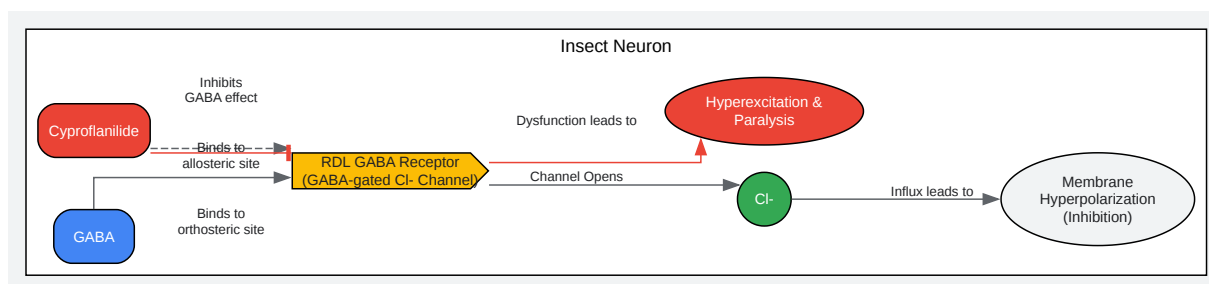 Insect Neuron
Inhibits
GABA effect
Cyproflanilide
Binds to
allosteric site
GABA
Binds to
orthosteric site
RDL GABA Receptor
(GABA-gated Cl- Channel)
Dysfunction leads to
Hyperexcitation &
Paralysis
Channel Opens
Cl-
Influx leads to
Membrane
Hyperpolarization
(Inhibition)